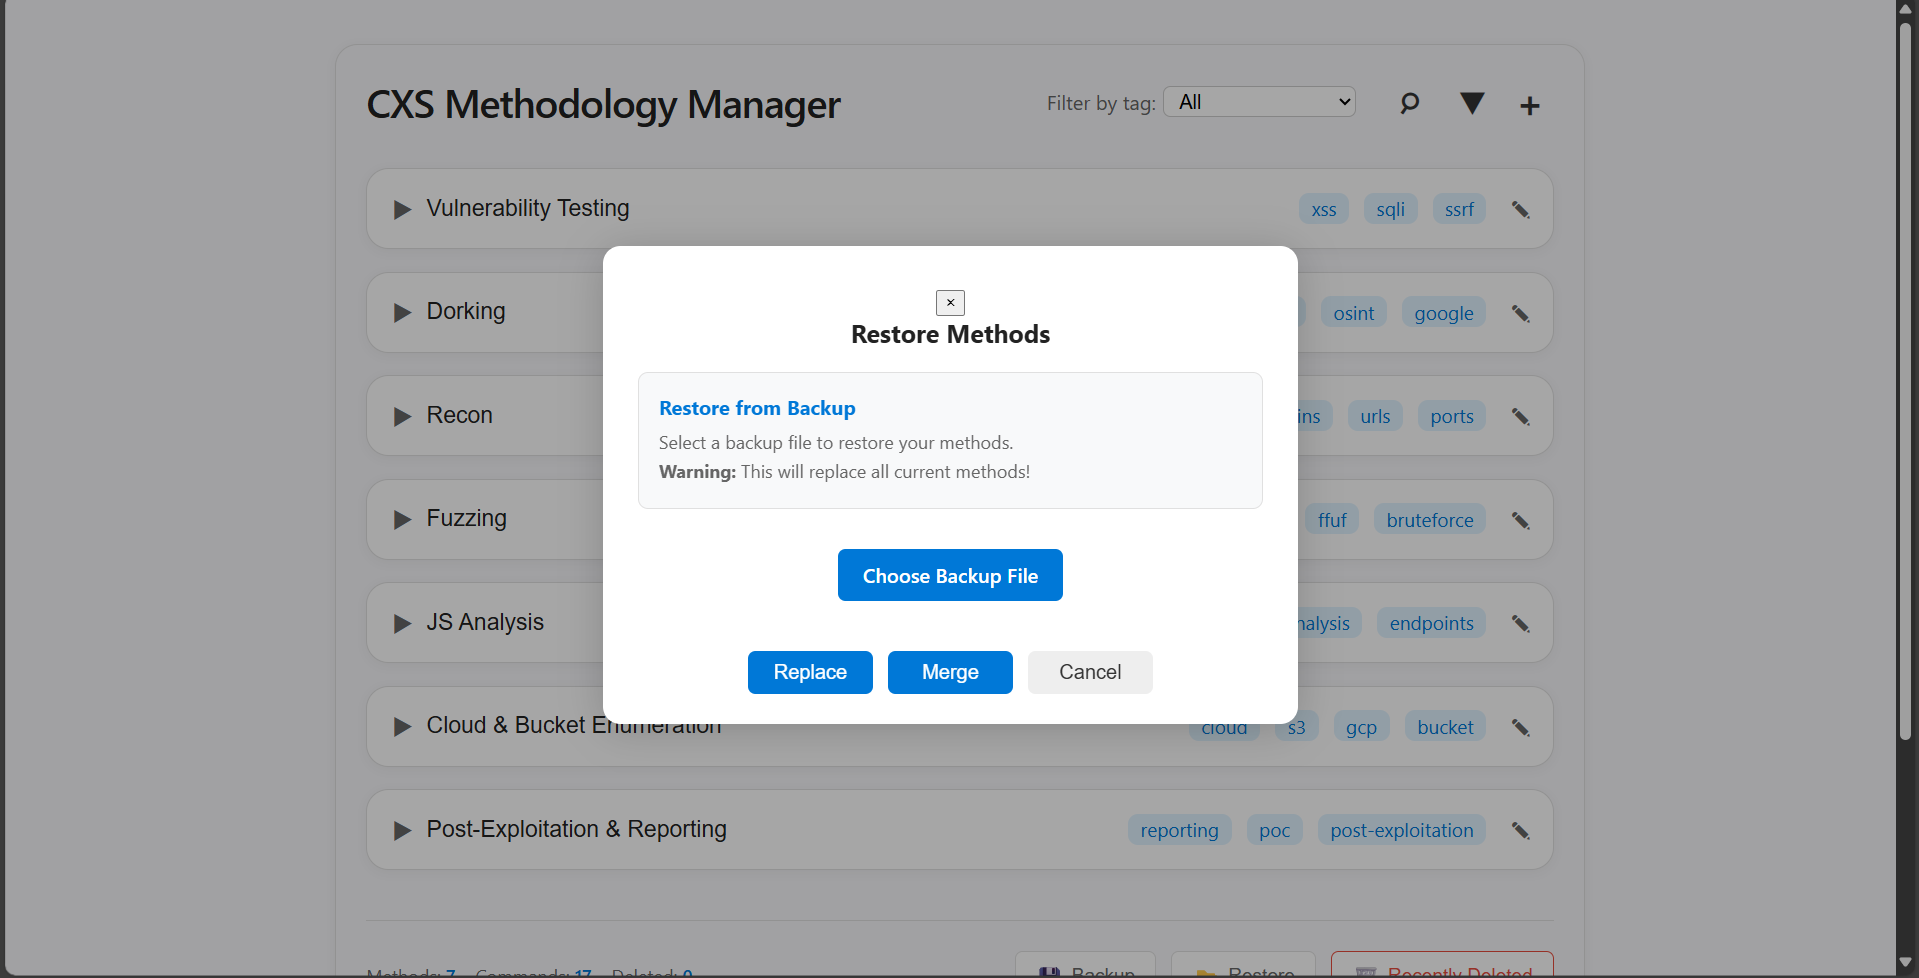 CXS Methodology Manager
Filter by tag: All
Vulnerability Testing xss sqli ssrf
×
Restore Methods
Restore from Backup
Select a backup file to restore your methods.
Warning: This will replace all current methods!
Choose Backup File
Replace Merge Cancel
Dorking osint google
Recon ins urls ports
Fuzzing ffuf bruteforce
JS Analysis nalysis endpoints
Cloud & Bucket Enumeration cloud s3 gcp bucket
Post-Exploitation & Reporting reporting poc post-exploitation
Methods: 7 Commands: 17 Deleted: 0 Backup Restore Recently Deleted